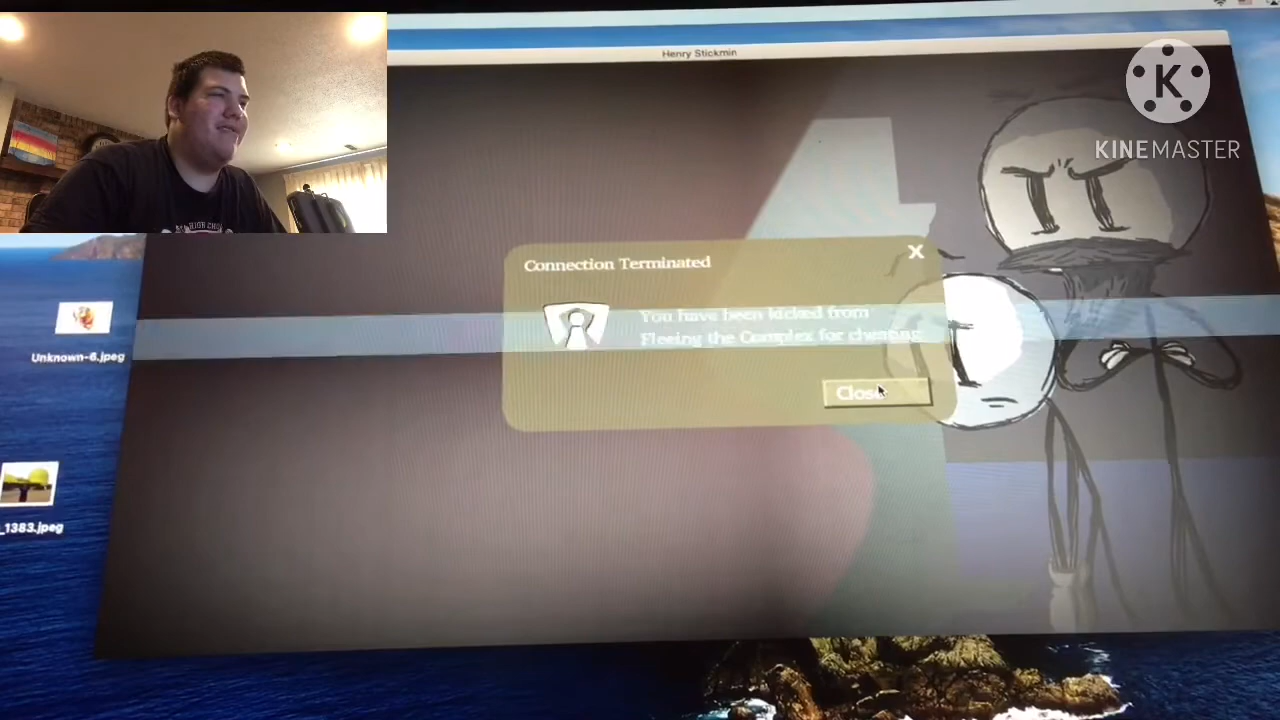 Henry Stickmin
K
KINEMASTER
Connection Terminated
X
You have been kicked from
Fleeing the Complex for cheating
Close
Unknown-6.jpeg
_1383.jpeg